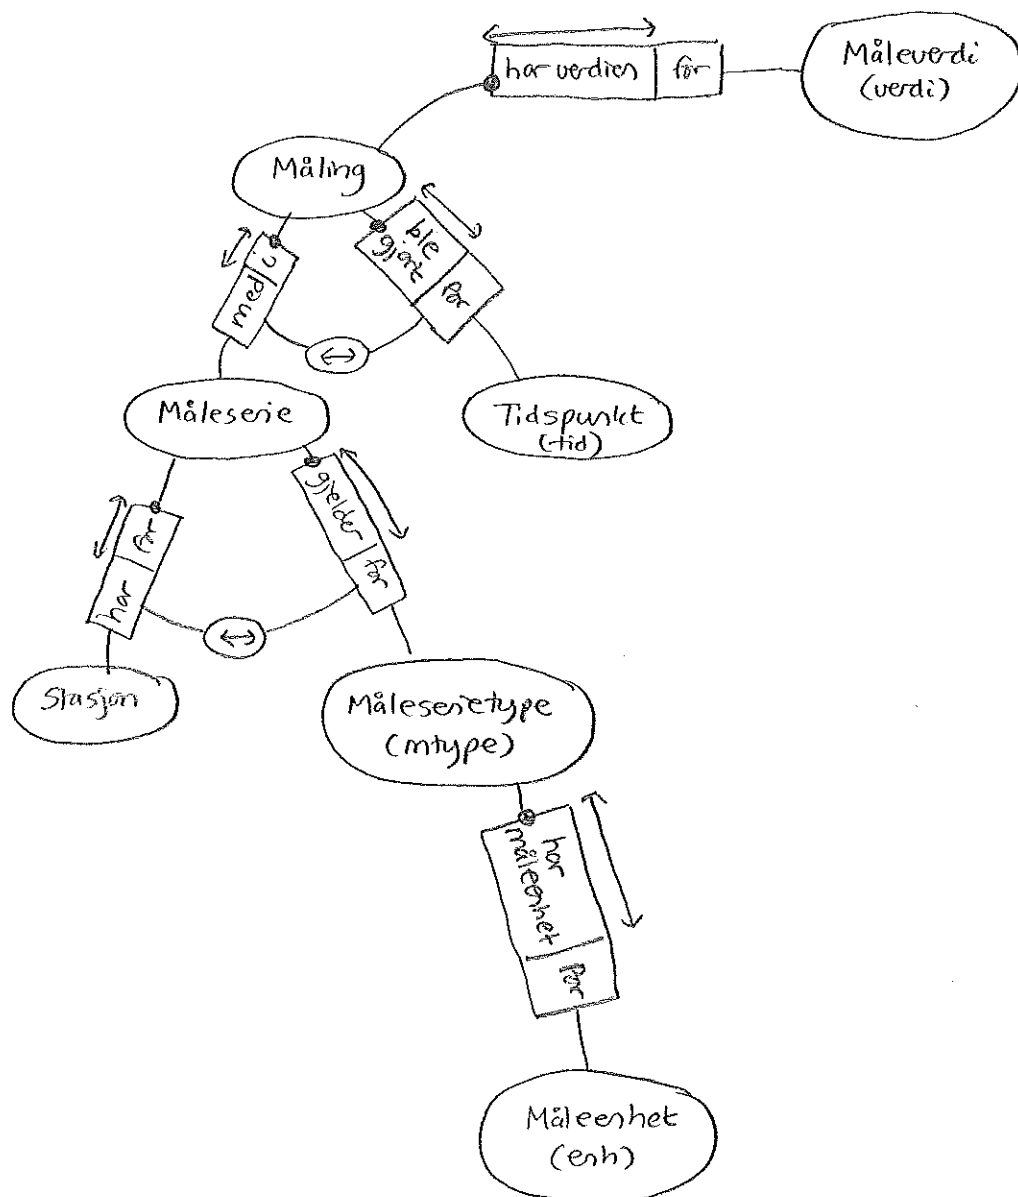 har verdien
for
Måleverdi
(verdi)
Måling
i
med
ble
gjort
for
Måleserie
Tidspunkt
(tid)
gjelder
for
for
har
Stasjon
Måleserietype
(mtype)
har
måleenhet
for
Måleenhet
(enh)